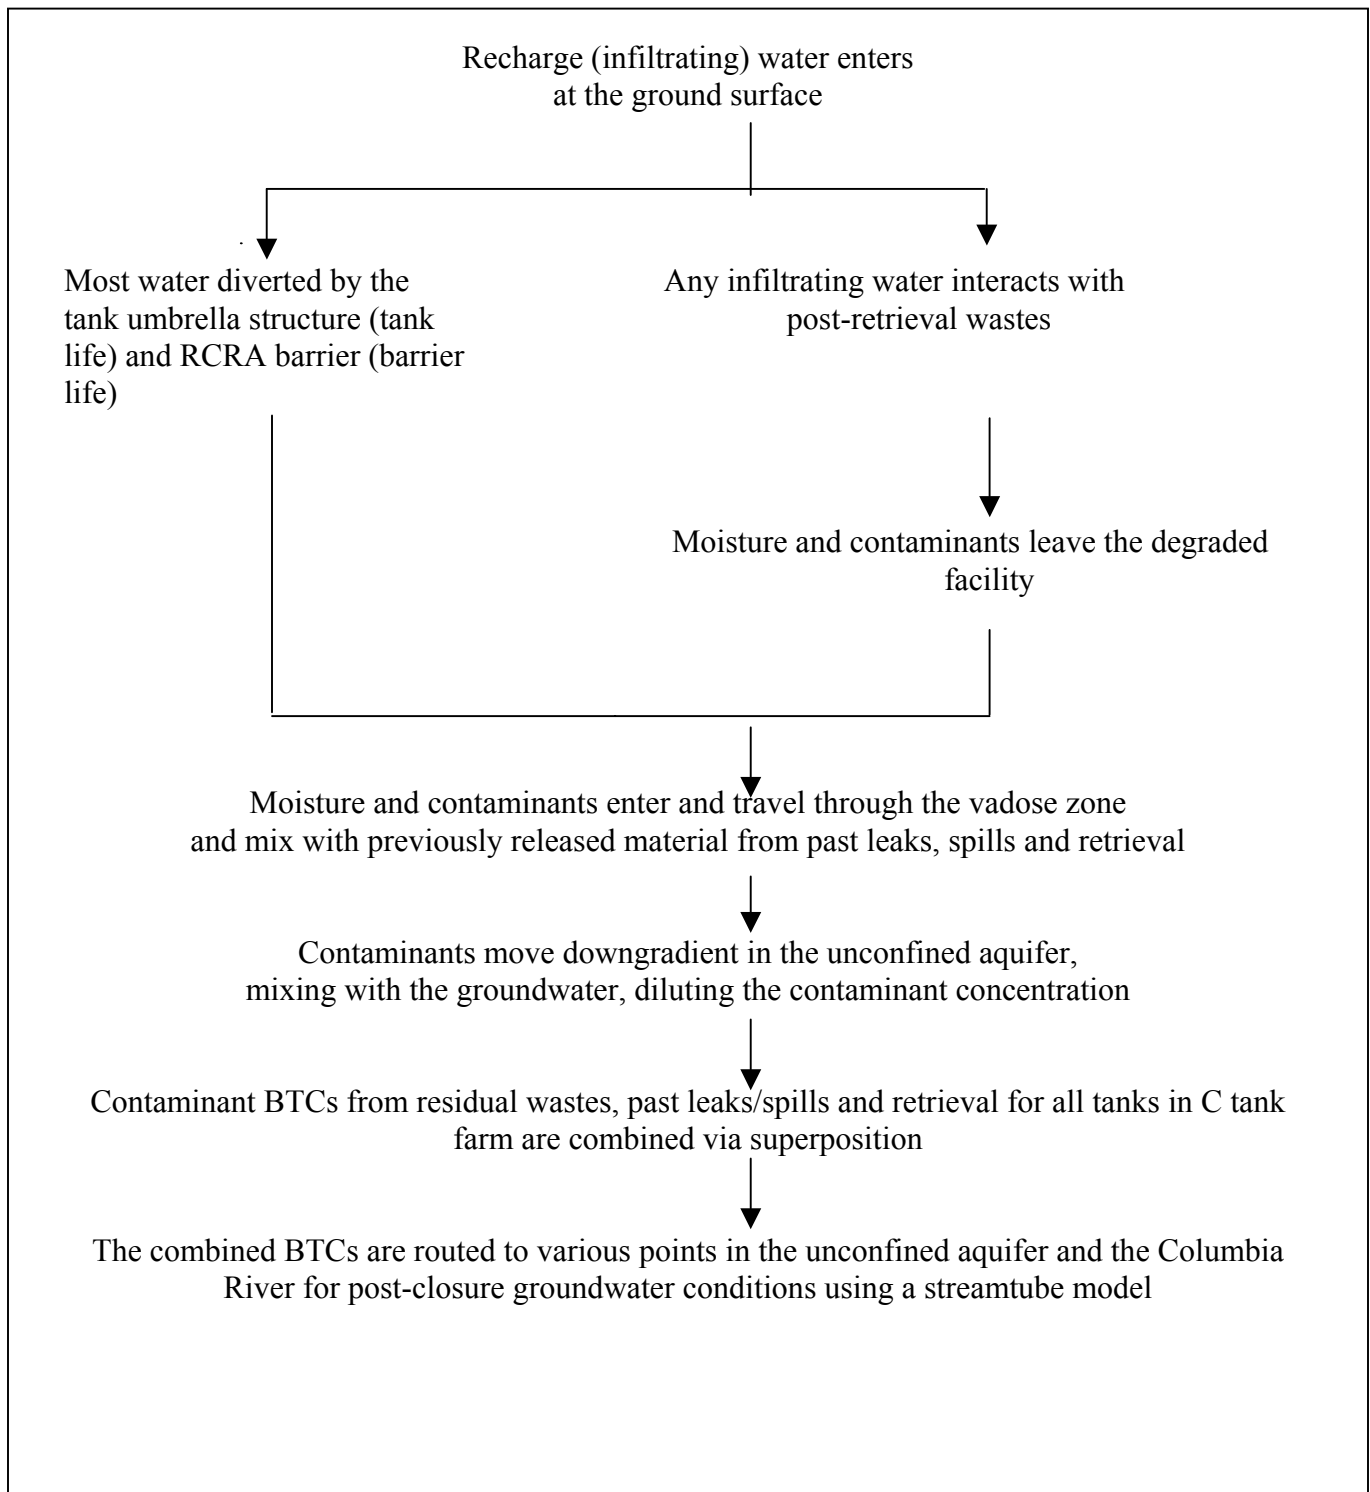 Recharge (infiltrating) water enters
at the ground surface
Most water diverted by the
tank umbrella structure (tank
life) and RCRA barrier (barrier
life)
Any infiltrating water interacts with
post-retrieval wastes
Moisture and contaminants leave the degraded
facility
Moisture and contaminants enter and travel through the vadose zone
and mix with previously released material from past leaks, spills and retrieval
Contaminants move downgradient in the unconfined aquifer,
mixing with the groundwater, diluting the contaminant concentration
Contaminant BTCs from residual wastes, past leaks/spills and retrieval for all tanks in C tank
farm are combined via superposition
The combined BTCs are routed to various points in the unconfined aquifer and the Columbia
River for post-closure groundwater conditions using a streamtube model